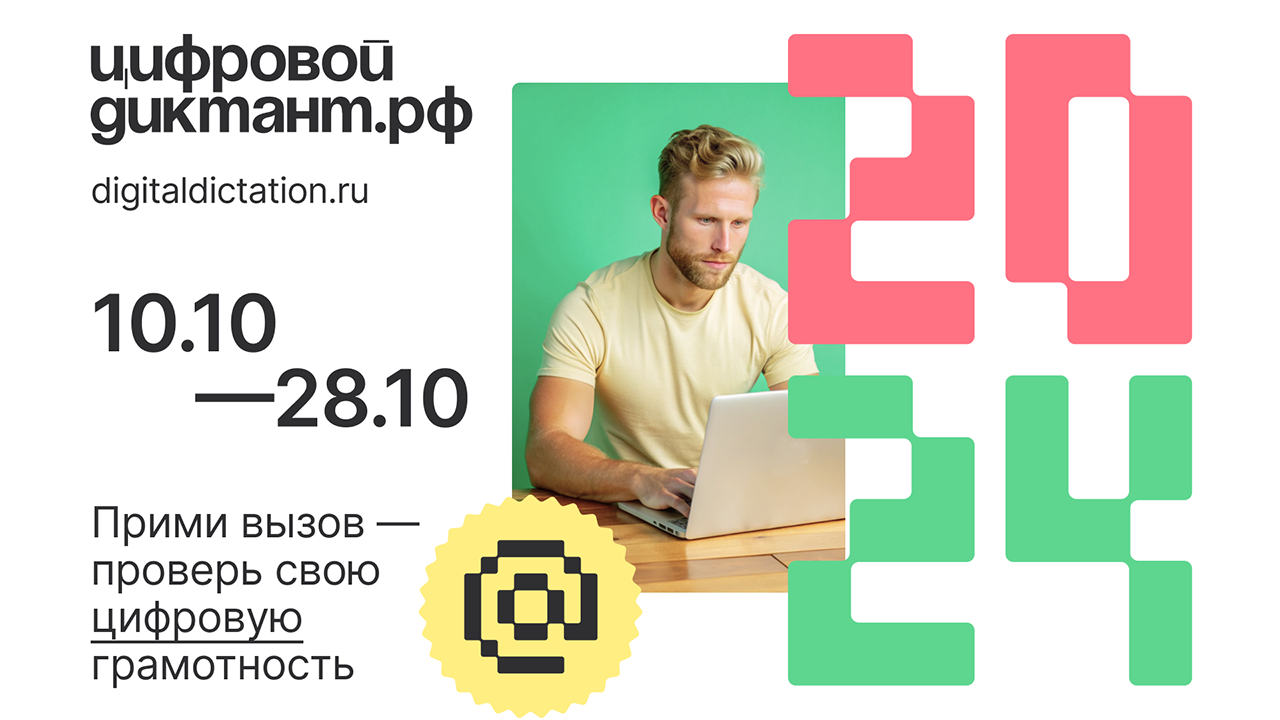 цифровой
диктант.рф
digitaldictation.ru
10.10
—28.10
Прими вызов —
проверь свою
цифровую
грамотность
@
20
24